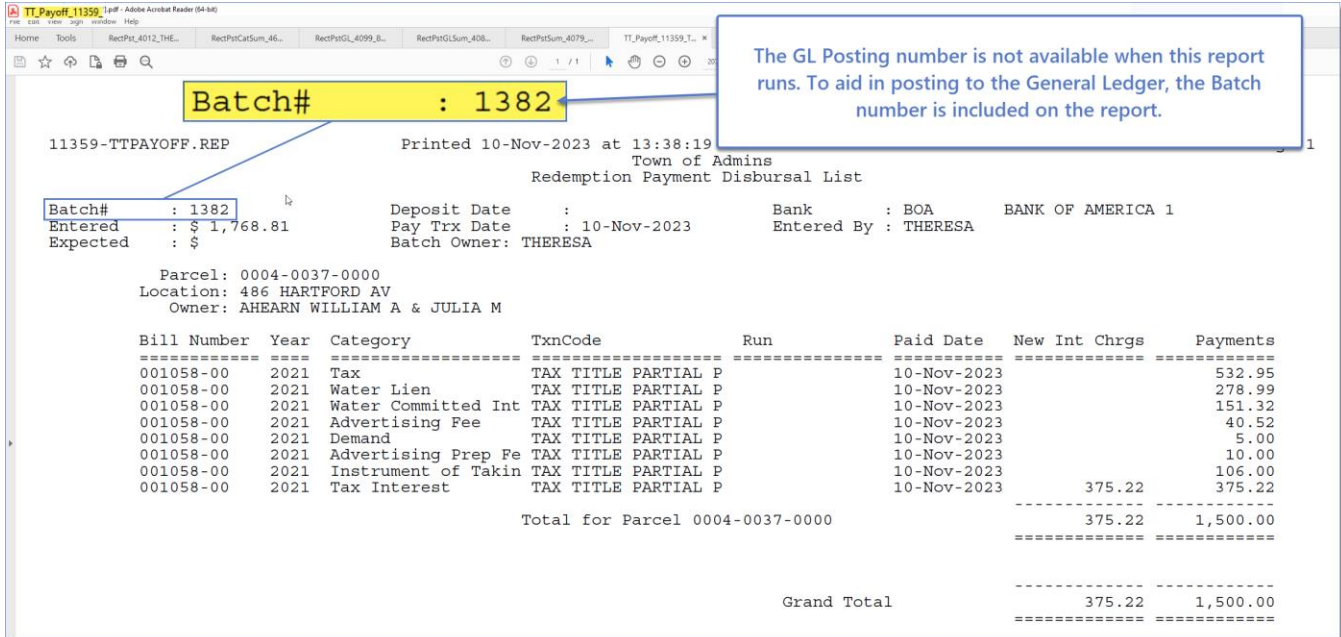 TT_Payoff_11359_ .pdf - Adobe Acrobat Reader (64-bit)
File Edit View Sign Window Help
Home Tools RectPst_4012_THE... RectPstCatSum_46... RectPstGL_4099_8... RectPstGLSum_408... RectPstSum_4079_... TT_Payoff_11359_T... ×
1 / 1
The GL Posting number is not available when this report
runs. To aid in posting to the General Ledger, the Batch
number is included on the report.
Batch# : 1382
11359-TTPAYOFF.REP Printed 10-Nov-2023 at 13:38:19 1
Town of Admins
Redemption Payment Disbursal List
Batch# : 1382 Deposit Date : Bank : BOA BANK OF AMERICA 1
Entered : $ 1,768.81 Pay Trx Date : 10-Nov-2023 Entered By : THERESA
Expected : $ Batch Owner: THERESA
Parcel: 0004-0037-0000
Location: 486 HARTFORD AV
Owner: AHEARN WILLIAM A & JULIA M
Bill Number Year Category TxnCode Run Paid Date New Int Chrgs Payments
============ ==== =================== =================== =============== =========== ============= ============
001058-00 2021 Tax TAX TITLE PARTIAL P 10-Nov-2023 532.95
001058-00 2021 Water Lien TAX TITLE PARTIAL P 10-Nov-2023 278.99
001058-00 2021 Water Committed Int TAX TITLE PARTIAL P 10-Nov-2023 151.32
001058-00 2021 Advertising Fee TAX TITLE PARTIAL P 10-Nov-2023 40.52
001058-00 2021 Demand TAX TITLE PARTIAL P 10-Nov-2023 5.00
001058-00 2021 Advertising Prep Fe TAX TITLE PARTIAL P 10-Nov-2023 10.00
001058-00 2021 Instrument of Takin TAX TITLE PARTIAL P 10-Nov-2023 106.00
001058-00 2021 Tax Interest TAX TITLE PARTIAL P 10-Nov-2023 375.22 375.22
------------- ------------
Total for Parcel 0004-0037-0000 375.22 1,500.00
============= ============
------------- ------------
Grand Total 375.22 1,500.00
============= ============